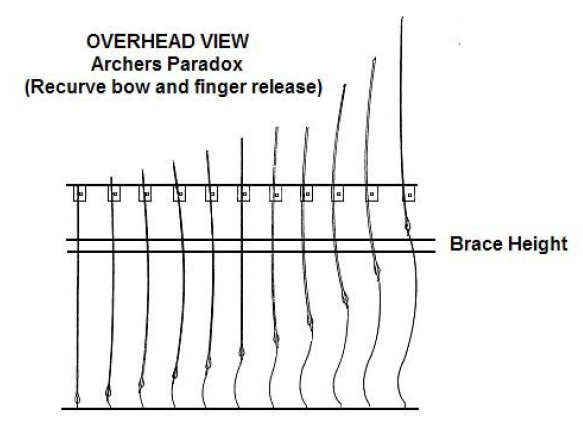 OVERHEAD VIEW
Archers Paradox
(Recurve bow and finger release)
Brace Height